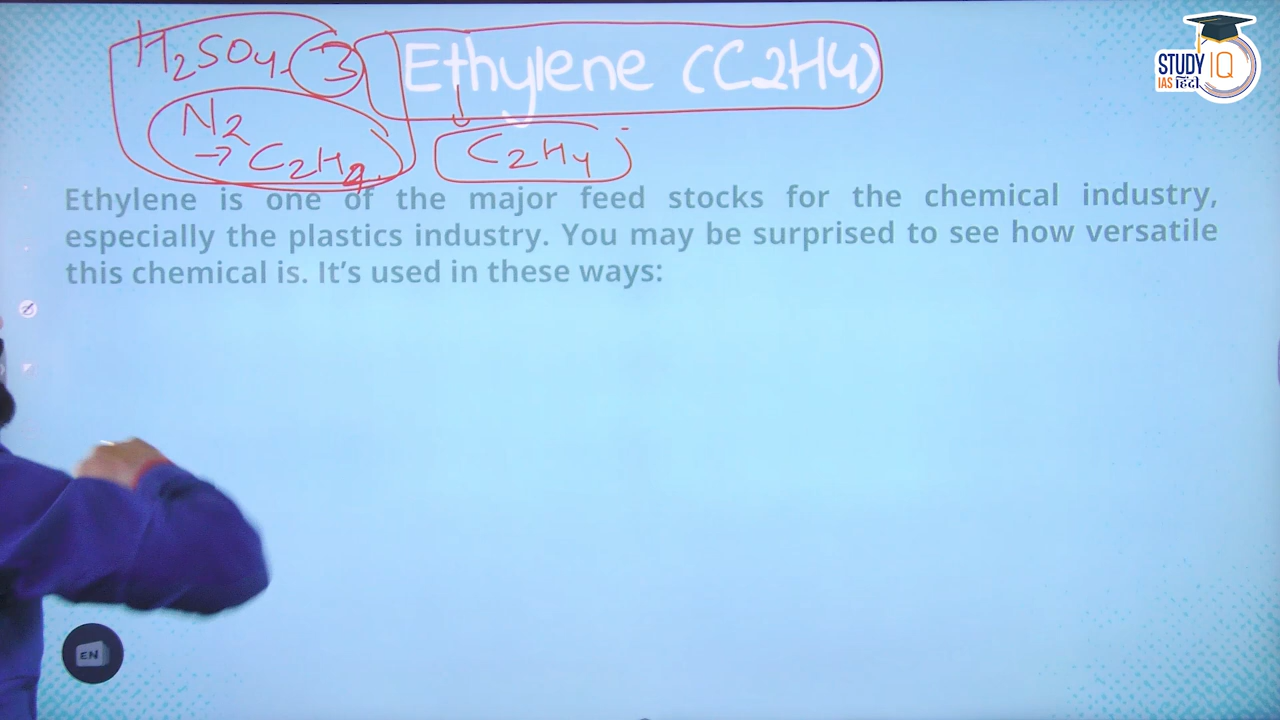 H2SO4. 3
Ethylene (C2H4)
N2
→ C2H4
C2H4
STUDY IQ
IAS हिंदी
Ethylene is one of the major feed stocks for the chemical industry,
especially the plastics industry. You may be surprised to see how versatile
this chemical is. It’s used in these ways:
EN